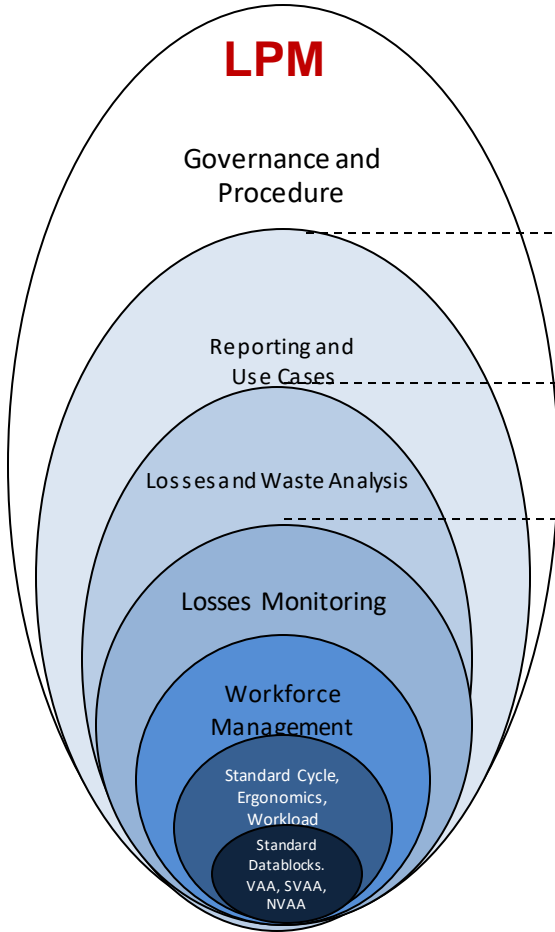 LPM
Governance and
Procedure
Reporting and
Use Cases
Losses and Waste Analysis
Losses Monitoring
Workforce
Management
Standard Cycle,
Ergonomics,
Workload
Standard
Datablocks.
VAA, SVAA,
NVAA